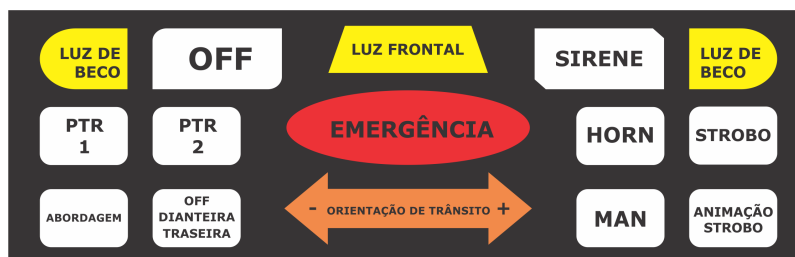 LUZ DE
BECO
OFF
LUZ FRONTAL
SIRENE
LUZ DE
BECO
PTR
1
PTR
2
EMERGÊNCIA
HORN
STROBO
ABORDAGEM
OFF
DIANTEIRA
TRASEIRA
- ORIENTAÇÃO DE TRÂNSITO +
MAN
ANIMAÇÃO
STROBO